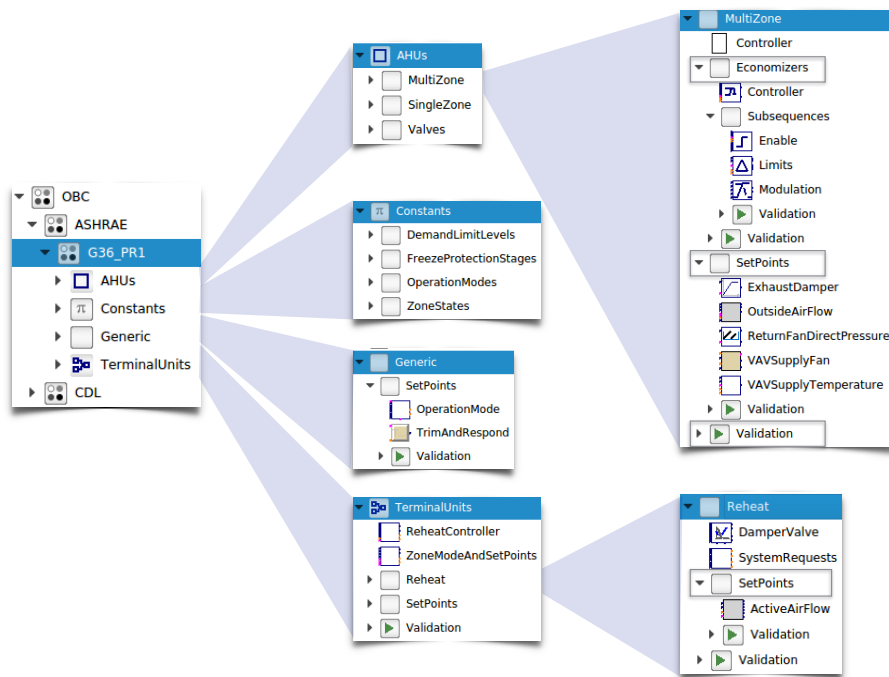 OBC
ASHRAE
G36_PR1
AHUs
Constants
Generic
TerminalUnits
CDL
AHUs
MultiZone
SingleZone
Valves
π Constants
DemandLimitLevels
FreezeProtectionStages
OperationModes
ZoneStates
Generic
SetPoints
OperationMode
TrimAndRespond
Validation
TerminalUnits
ReheatController
ZoneModeAndSetPoints
Reheat
SetPoints
Validation
MultiZone
Controller
Economizers
Controller
Subsequences
Enable
Limits
Modulation
Validation
Validation
SetPoints
ExhaustDamper
OutsideAirFlow
ReturnFanDirectPressure
VAVSupplyFan
VAVSupplyTemperature
Validation
Validation
Reheat
DamperValve
SystemRequests
SetPoints
ActiveAirFlow
Validation
Validation